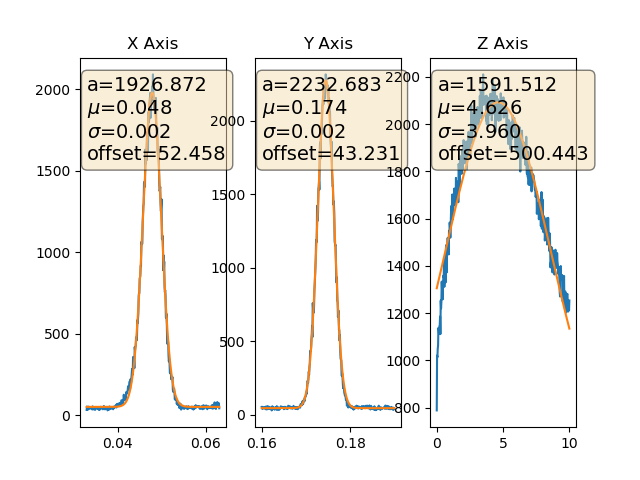 X Axis
Y Axis
Z Axis
a=1926.872
μ=0.048
σ=0.002
offset=52.458
a=2232.683
μ=0.174
σ=0.002
offset=43.231
a=1591.512
μ=4.626
σ=3.960
offset=500.443
2000
1500
1000
500
0
0.04
0.06
2000
1500
1000
500
0
0.16
0.18
2200
2000
1800
1600
1400
1200
1000
800
0
5
10